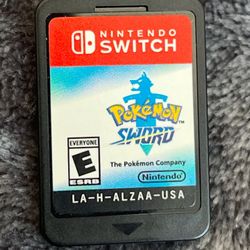 NINTENDO
SWITCH
POKéMON
SWORD
EVERYONE
E
ESRB
The Pokémon Company
Nintendo
LA-H-ALZAA-USA